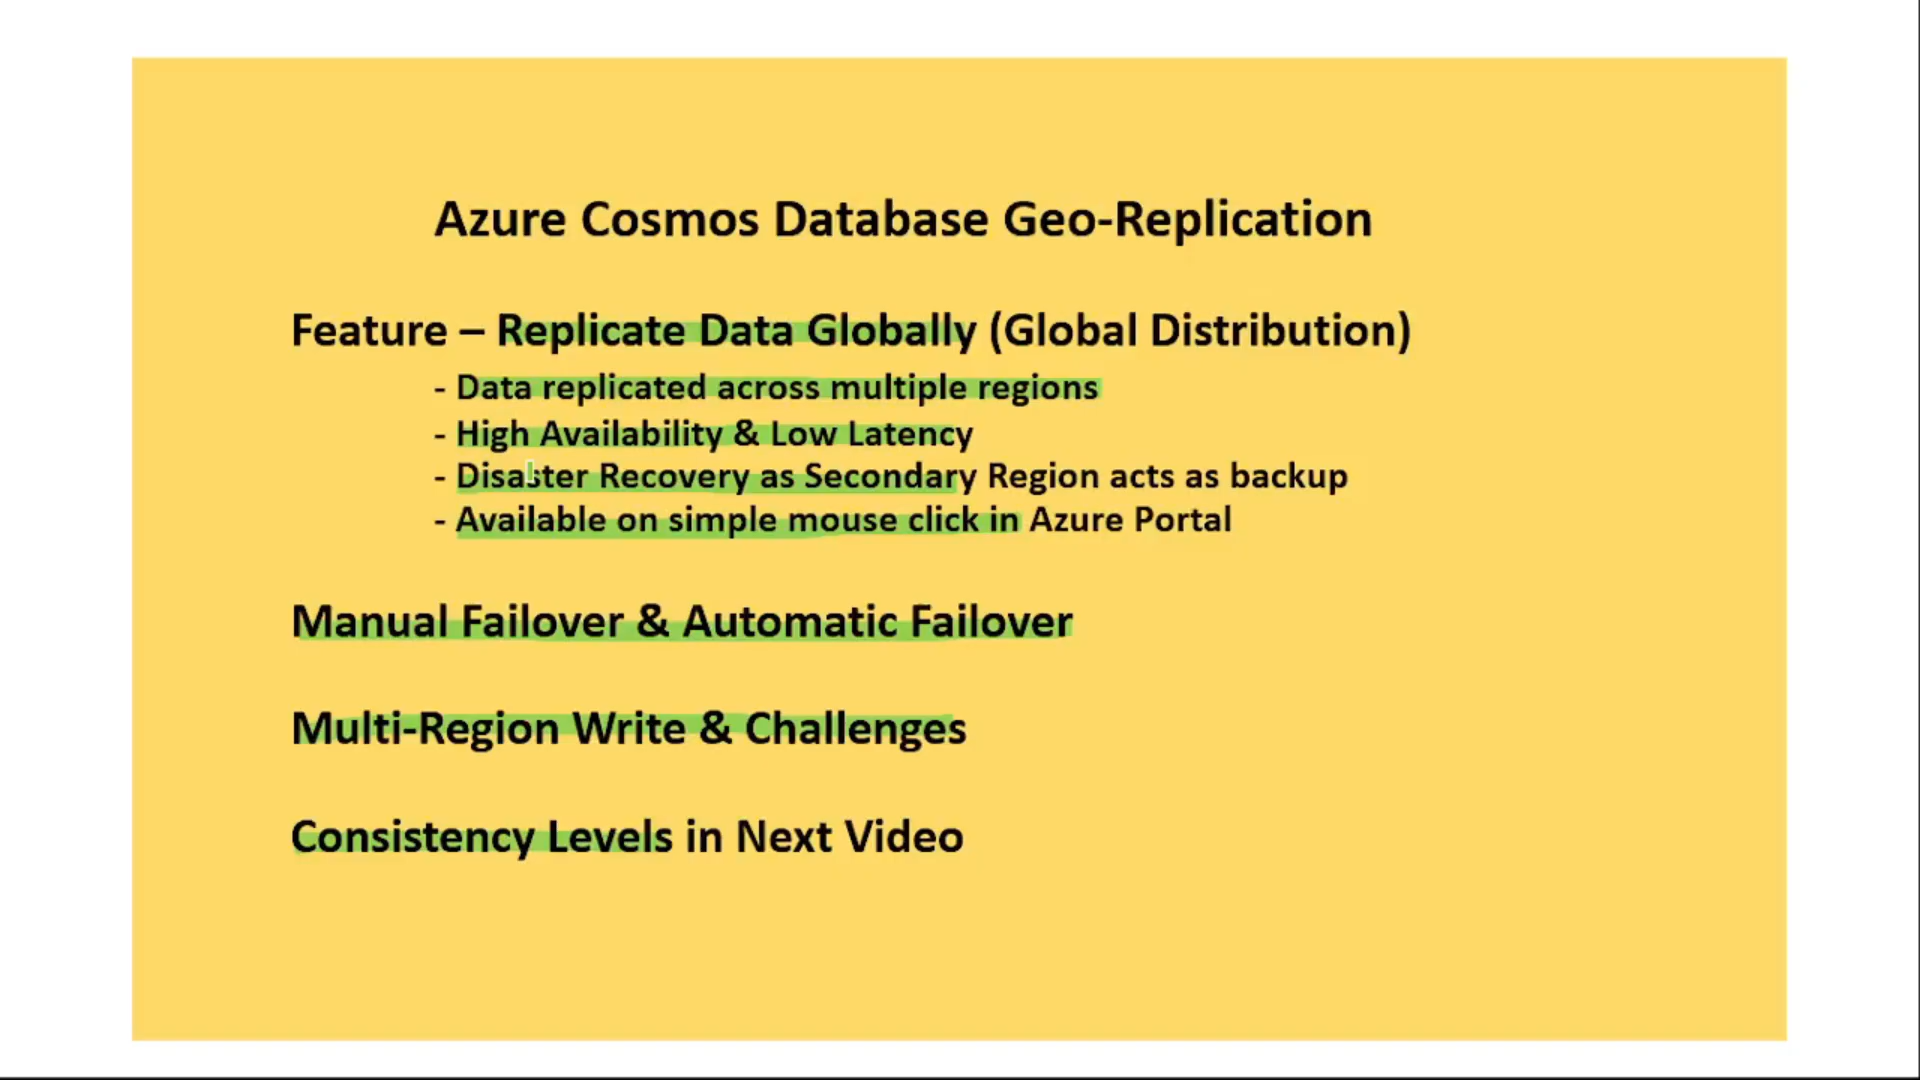 Azure Cosmos Database Geo-Replication
Feature – Replicate Data Globally (Global Distribution)
- Data replicated across multiple regions
- High Availability & Low Latency
- Disaster Recovery as Secondary Region acts as backup
- Available on simple mouse click in Azure Portal
Manual Failover & Automatic Failover
Multi-Region Write & Challenges
Consistency Levels in Next Video